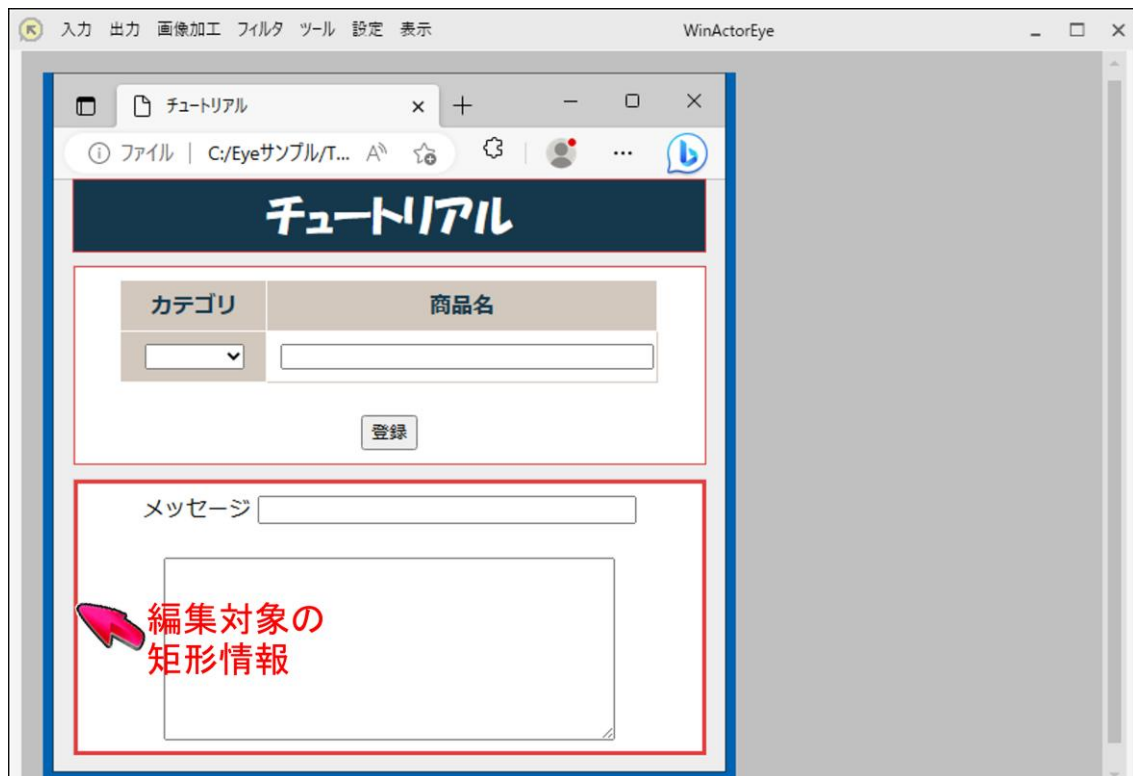 入力 出力 画像加工 フィルタ ツール 設定 表示 WinActorEye
チュートリアル
ファイル C:/Eyeサンプル/T...
チュートリアル
カテゴリ 商品名
登録
メッセージ
編集対象の
矩形情報